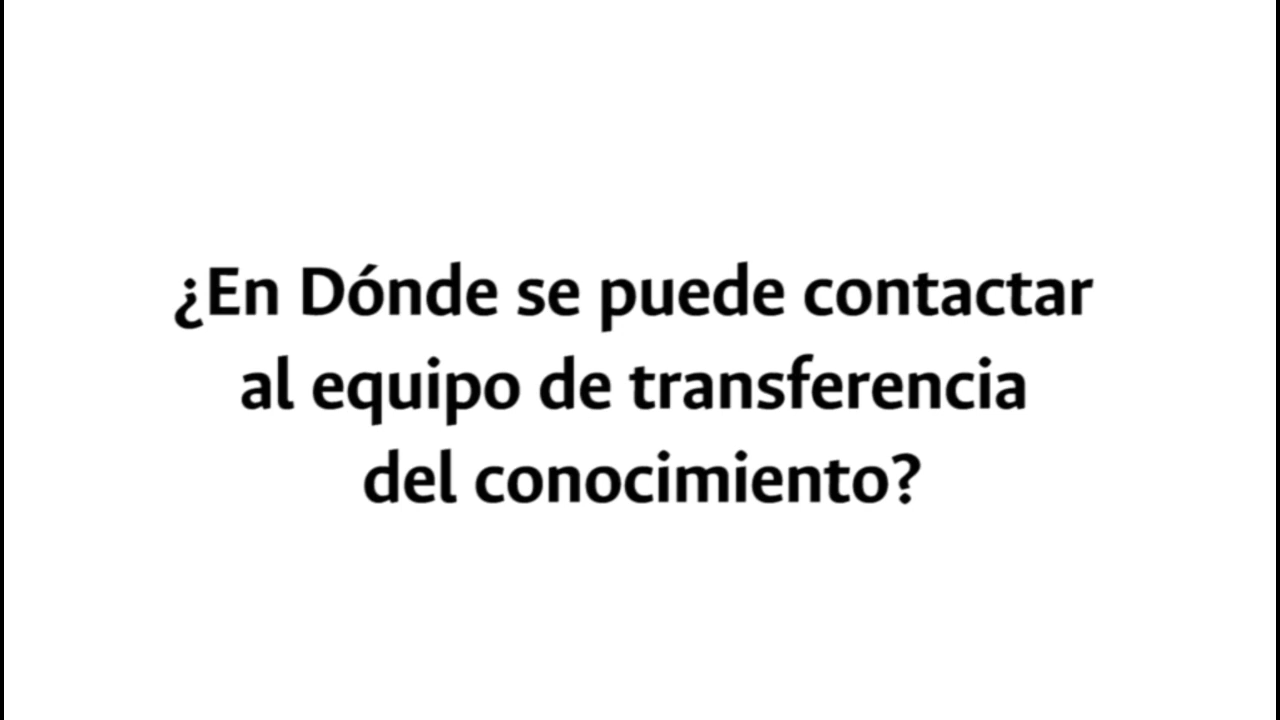 ¿En Dónde se puede contactar
al equipo de transferencia
del conocimiento?